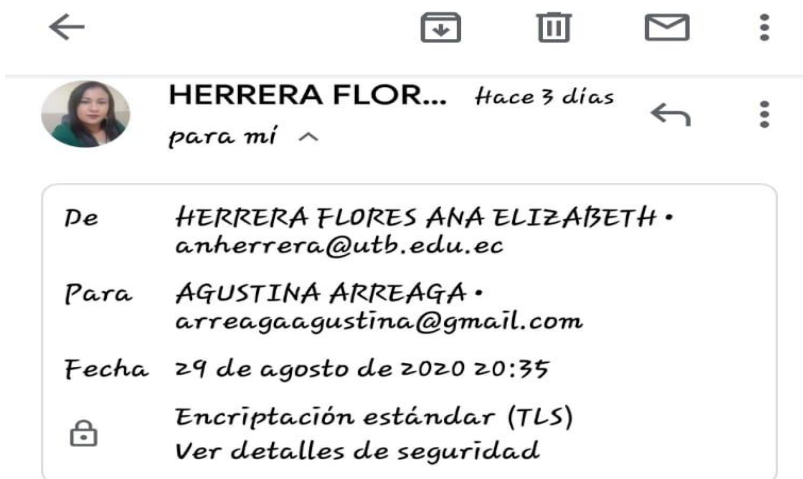 HERRERA FLOR... Hace 3 días
para mí
De HERRERA FLORES ANA ELIZABETH •
anherrera@utb.edu.ec
Para AGUSTINA ARREAGA •
arreagaagustina@gmail.com
Fecha 29 de agosto de 2020 20:35
Encriptación estándar (TLS)
Ver detalles de seguridad